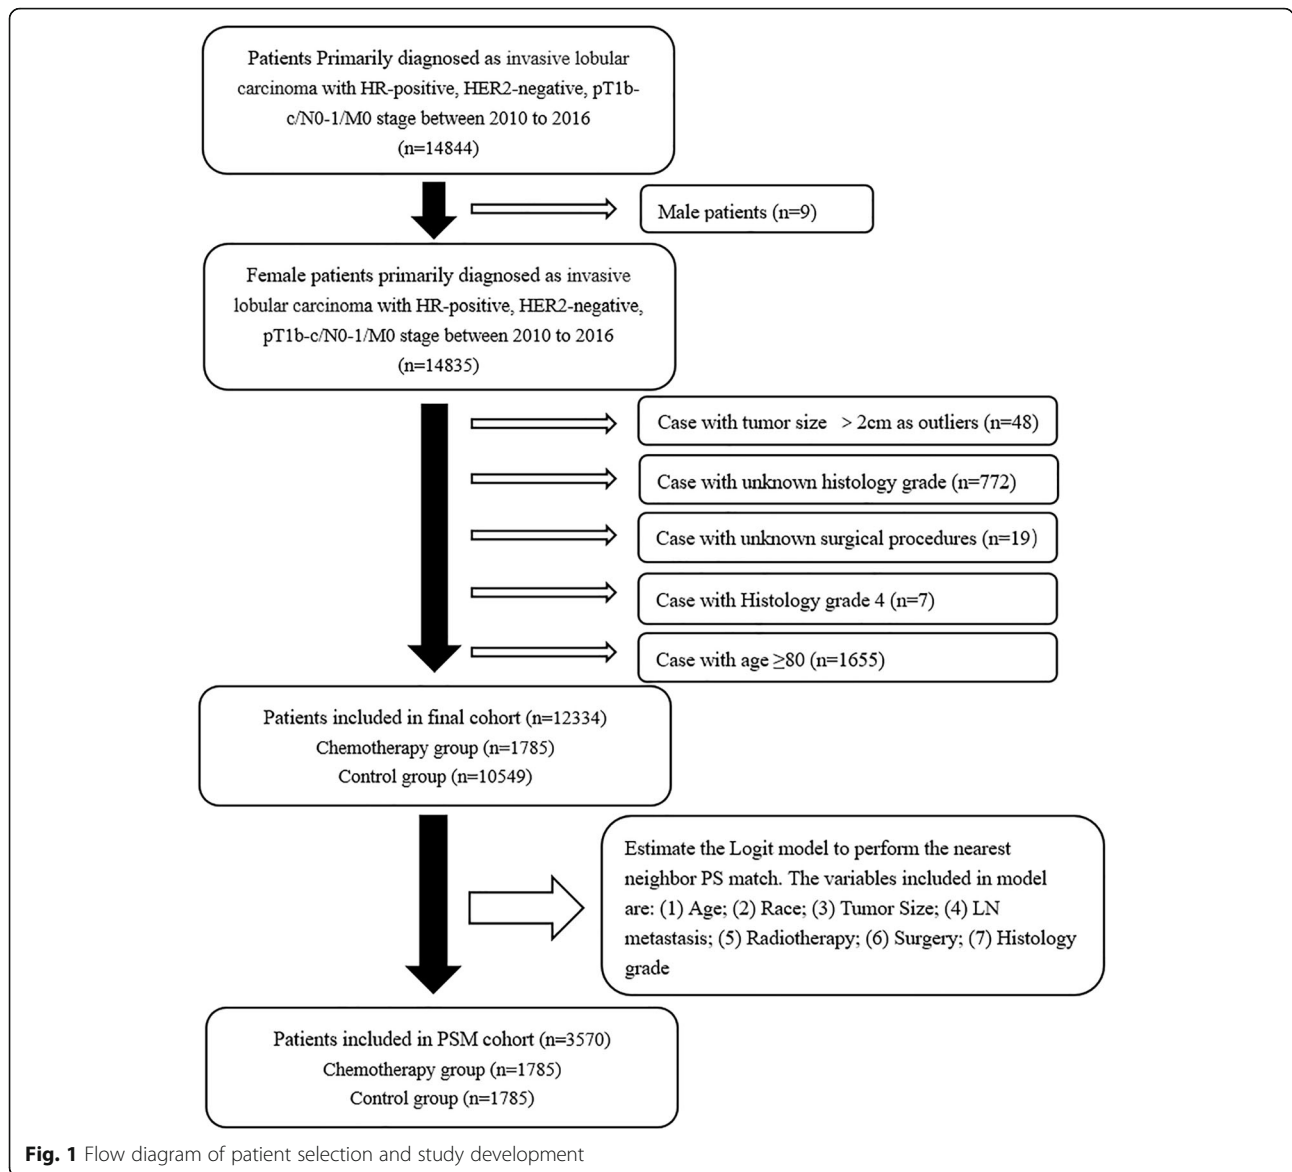 Patients Primarily diagnosed as invasive lobular
carcinoma with HR-positive, HER2-negative, pT1b-
c/N0-1/M0 stage between 2010 to 2016
(n=14844)
Male patients (n=9)
Female patients primarily diagnosed as invasive
lobular carcinoma with HR-positive, HER2-negative,
pT1b-c/N0-1/M0 stage between 2010 to 2016
(n=14835)
Case with tumor size > 2cm as outliers (n=48)
Case with unknown histology grade (n=772)
Case with unknown surgical procedures (n=19)
Case with Histology grade 4 (n=7)
Case with age ≥80 (n=1655)
Patients included in final cohort (n=12334)
Chemotherapy group (n=1785)
Control group (n=10549)
Estimate the Logit model to perform the nearest
neighbor PS match. The variables included in model
are: (1) Age; (2) Race; (3) Tumor Size; (4) LN
metastasis; (5) Radiotherapy; (6) Surgery; (7) Histology
grade
Patients included in PSM cohort (n=3570)
Chemotherapy group (n=1785)
Control group (n=1785)
Fig. 1 Flow diagram of patient selection and study development